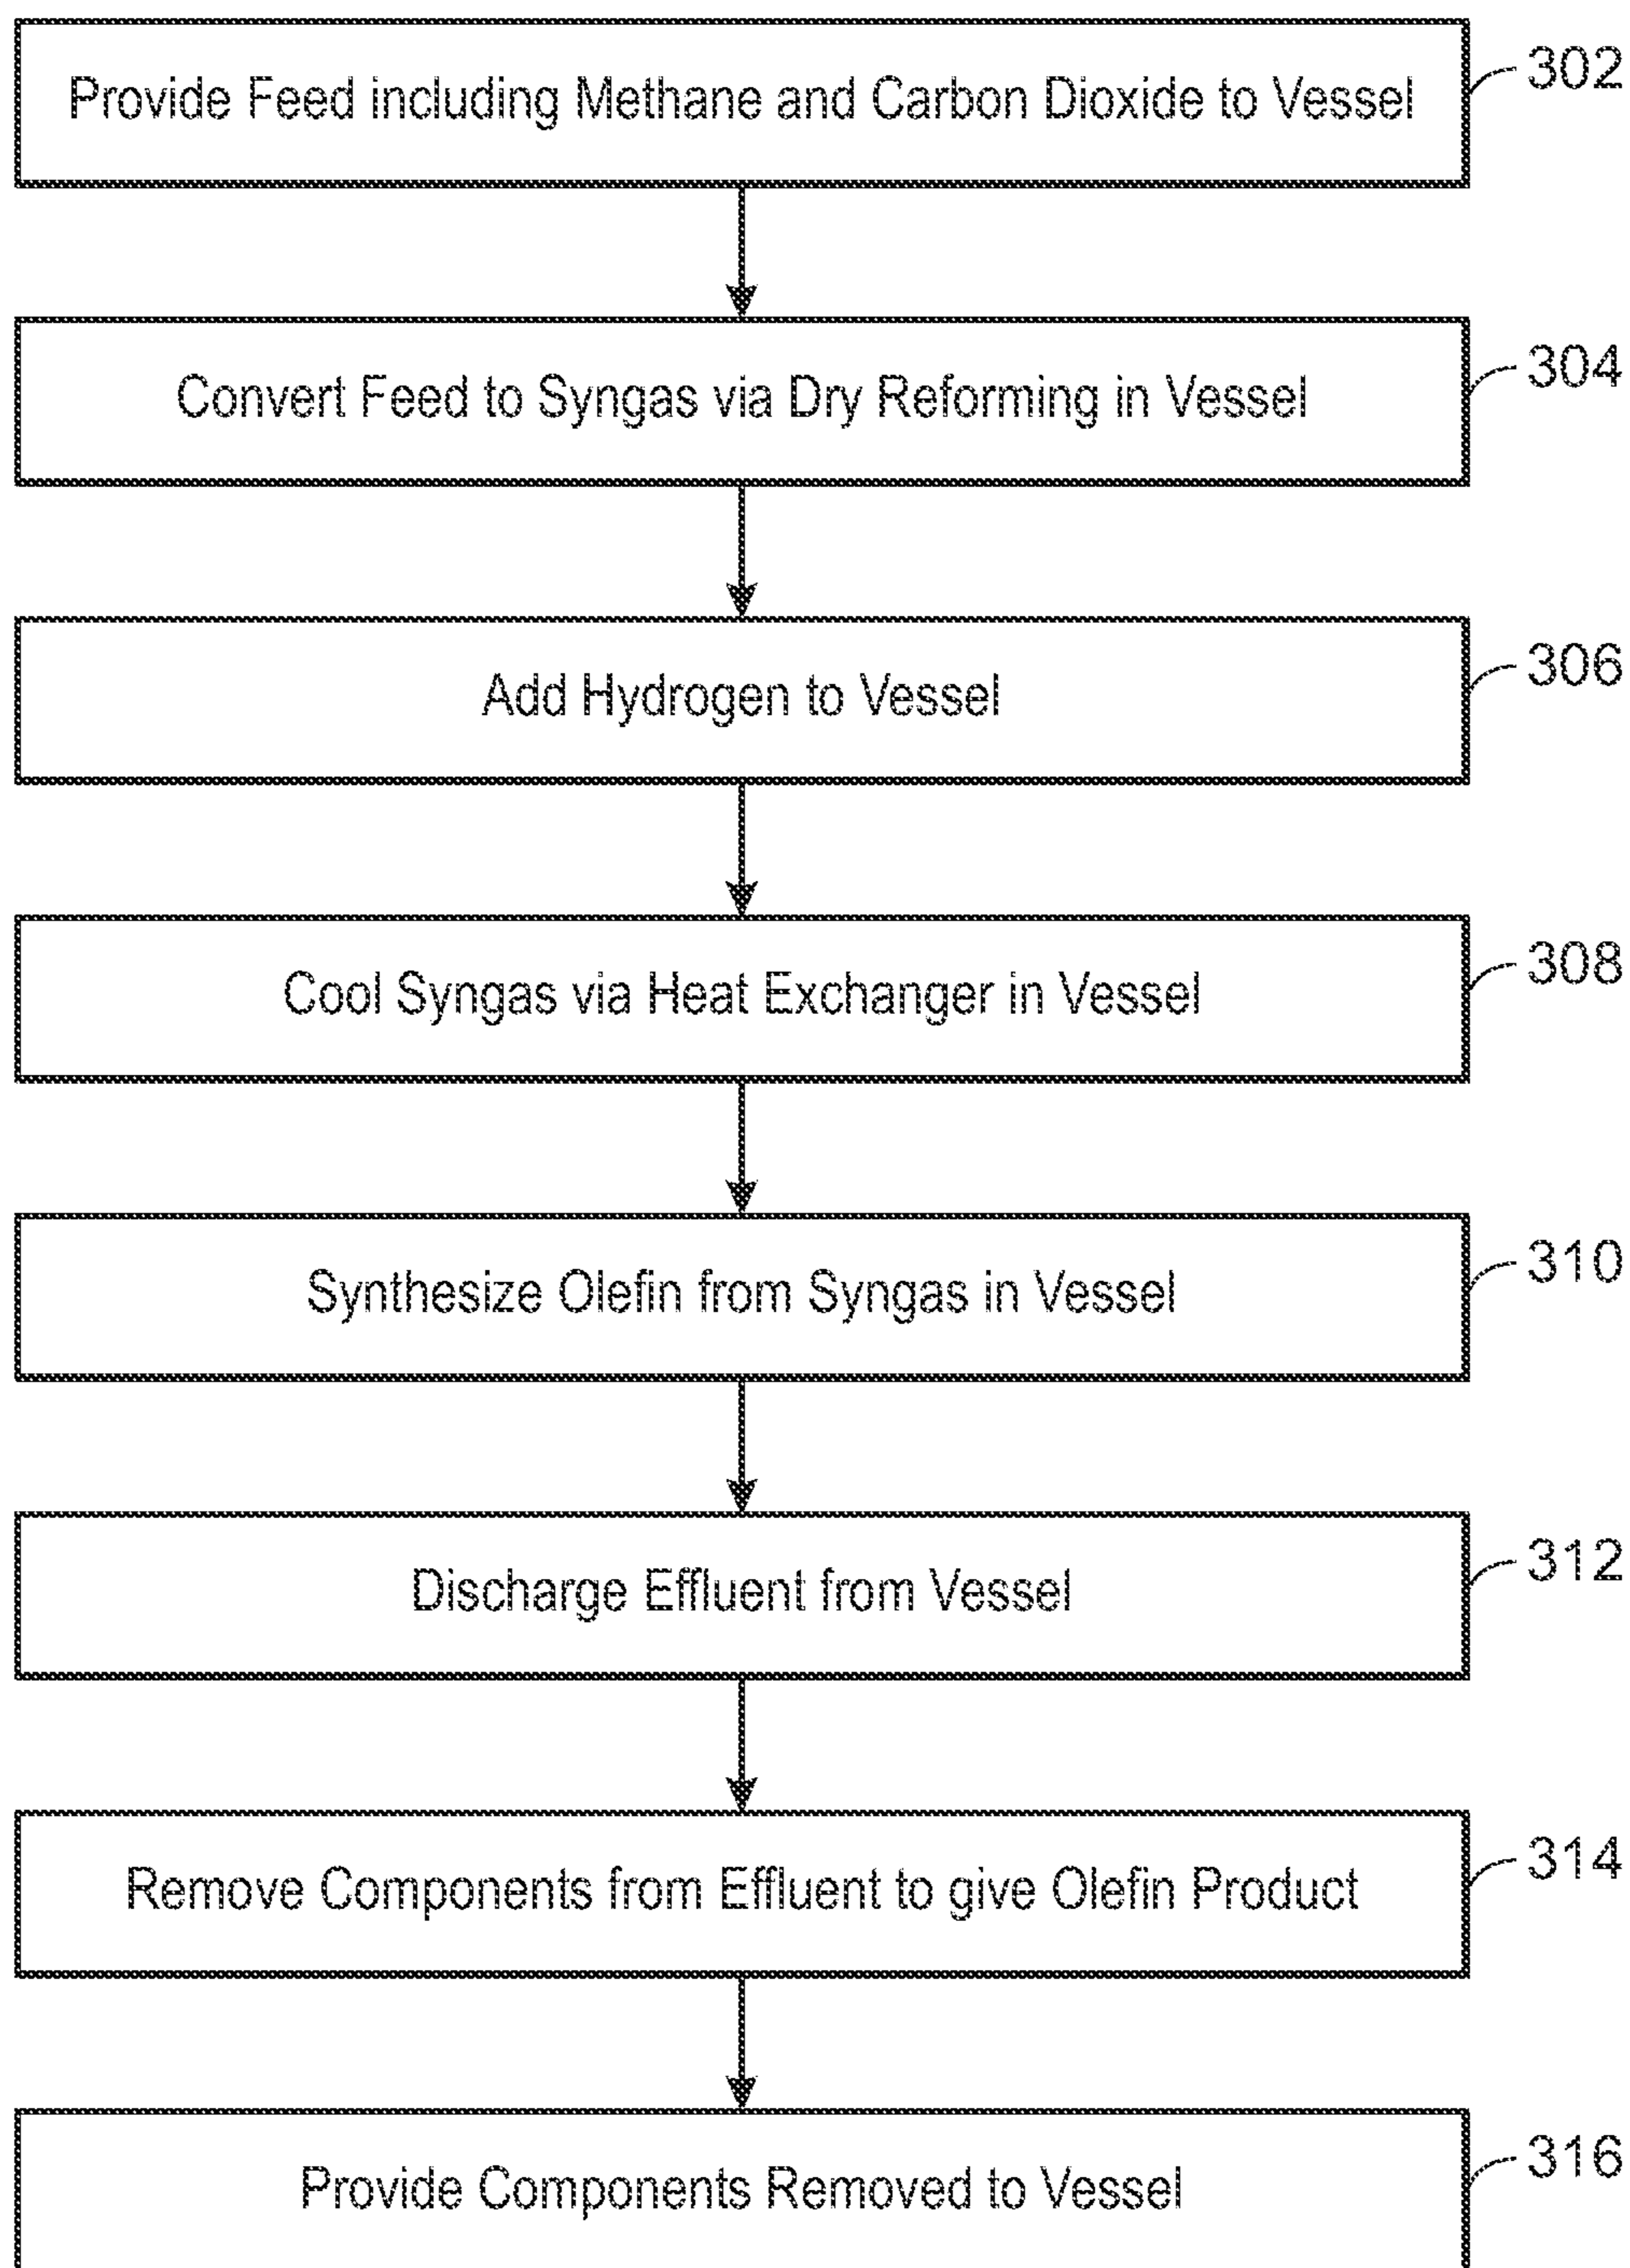 Provide Feed including Methane and Carbon Dioxide to Vessel
302
Convert Feed to Syngas via Dry Reforming in Vessel
304
Add Hydrogen to Vessel
306
Cool Syngas via Heat Exchanger in Vessel
308
Synthesize Olefin from Syngas in Vessel
310
Discharge Effluent from Vessel
312
Remove Components from Effluent to give Olefin Product
314
Provide Components Removed to Vessel
316